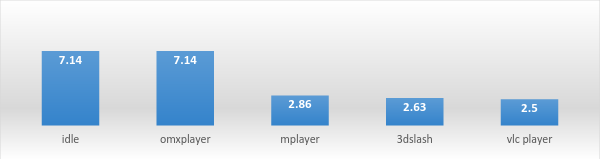 7.14 7.14 2.86 2.63 2.5
idle omxplayer mplayer 3dslash vlc player